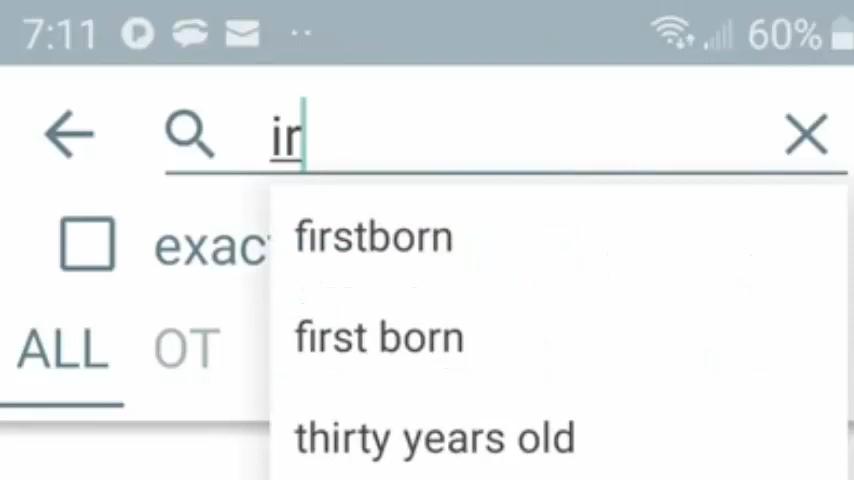 7:11 60%
ir
exac
firstborn
first born
ALL OT
thirty years old